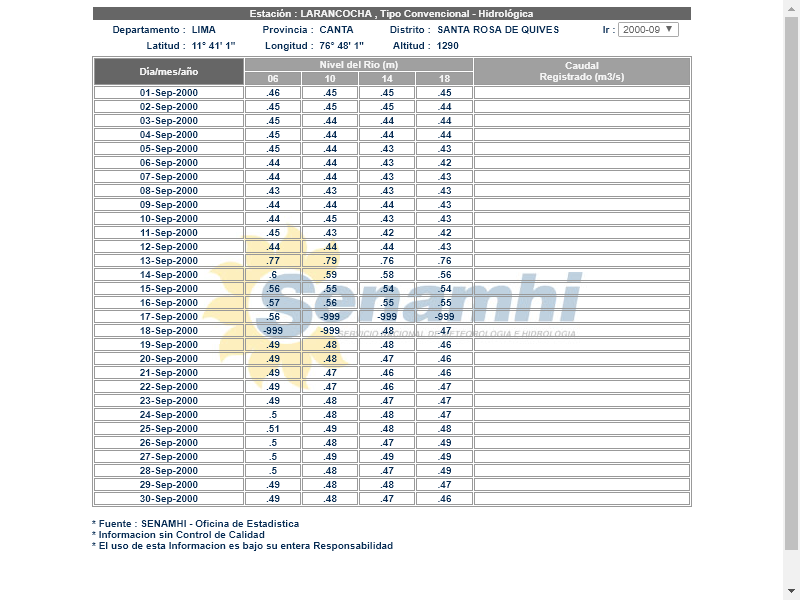 Estación : LARANCOCHA , Tipo Convencional - Hidrológica
Departamento : LIMA Provincia : CANTA Distrito : SANTA ROSA DE QUIVES Ir : 2000-09
Latitud : 11° 41' 1" Longitud : 76° 48' 1" Altitud : 1290
Dia/mes/año Nivel del Rio (m) Caudal Registrado (m3/s)
06 10 14 18
01-Sep-2000 .46 .45 .45 .45
02-Sep-2000 .45 .45 .45 .44
03-Sep-2000 .45 .44 .44 .44
04-Sep-2000 .45 .44 .44 .44
05-Sep-2000 .45 .44 .43 .43
06-Sep-2000 .44 .44 .43 .42
07-Sep-2000 .44 .44 .43 .43
08-Sep-2000 .43 .43 .43 .43
09-Sep-2000 .44 .44 .44 .43
10-Sep-2000 .44 .45 .43 .43
11-Sep-2000 .45 .43 .42 .42
12-Sep-2000 .44 .44 .44 .43
13-Sep-2000 .77 .79 .76 .76
14-Sep-2000 .6 .59 .58 .56
15-Sep-2000 .56 .55 .54 .54
16-Sep-2000 .57 .56 .55 .55
17-Sep-2000 .56 -999 -999 -999
18-Sep-2000 -999 -999 .48 .47
19-Sep-2000 .49 .48 .48 .46
20-Sep-2000 .49 .48 .47 .46
21-Sep-2000 .49 .47 .46 .46
22-Sep-2000 .49 .47 .46 .47
23-Sep-2000 .49 .48 .47 .47
24-Sep-2000 .5 .48 .48 .47
25-Sep-2000 .51 .49 .48 .48
26-Sep-2000 .5 .48 .47 .49
27-Sep-2000 .5 .49 .49 .49
28-Sep-2000 .5 .48 .47 .49
29-Sep-2000 .49 .48 .48 .47
30-Sep-2000 .49 .48 .47 .46
Senamhi
SERVICIO NACIONAL DE METEOROLOGIA E HIDROLOGIA
* Fuente : SENAMHI - Oficina de Estadistica
* Informacion sin Control de Calidad
* El uso de esta Informacion es bajo su entera Responsabilidad